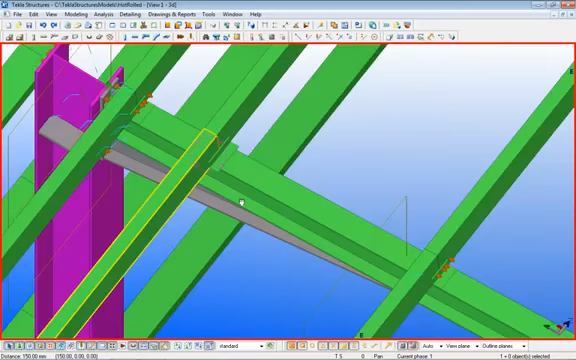 Tekla Structures - C:\TeklaStructuresModels\HotRolled - [View 1 - 3d]
File Edit View Modeling Analysis Detailing Drawings & Reports Tools Window Help
standard Auto View plane Outline planes
Distance: 150.00 mm (150.00, 0.00, 0.00) T S 0 Pan Current phase: 1 1 + 0 object(s) selected